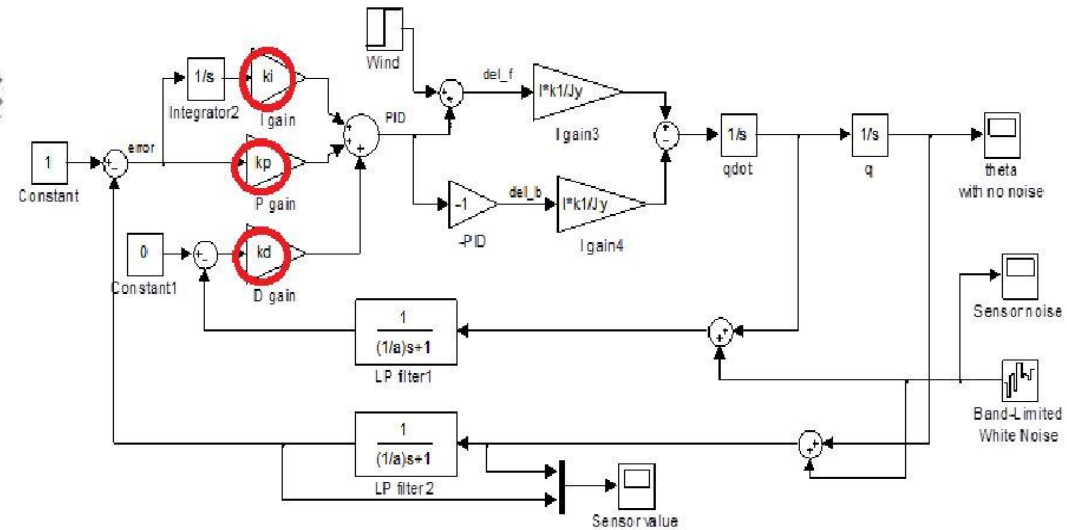 Wind
1/s
Integrator2
ki
I gain
del_f
l*k1/Jy
I gain3
PID
1
Constant
error
kp
P gain
-1
-PID
del_b
l*k1/Jy
I gain4
1/s
qdot
1/s
q
theta
with no noise
0
Constant1
kd
D gain
1
(1/a)s+1
LP filter1
Sensor noise
Band-Limited
White Noise
1
(1/a)s+1
LP filter2
Sensor value